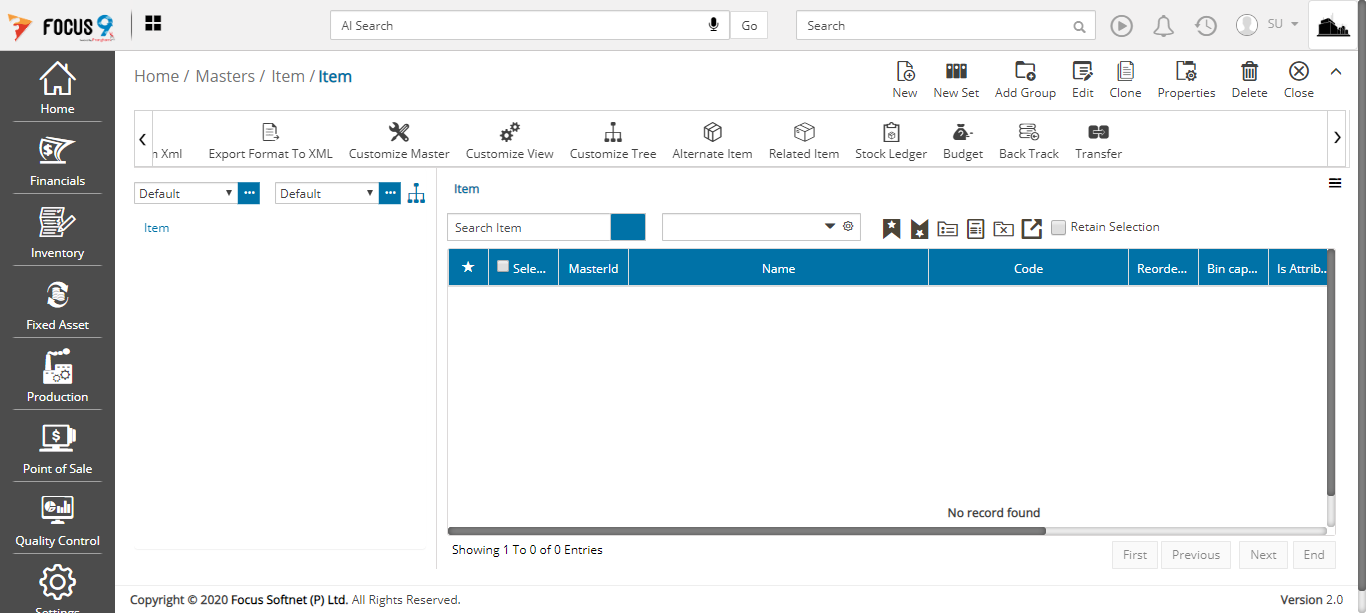 FOCUS 9
AI Search
Go
Search
SU
Home / Masters / Item / Item
New
New Set
Add Group
Edit
Clone
Properties
Delete
Close
n Xml
Export Format To XML
Customize Master
Customize View
Customize Tree
Alternate Item
Related Item
Stock Ledger
Budget
Back Track
Transfer
Home
Financials
Inventory
Fixed Asset
Production
Point of Sale
Quality Control
Settings
Default
Default
Item
Item
Search Item
Retain Selection
Sele...
MasterId
Name
Code
Reorde...
Bin cap...
Is Attrib...
No record found
Showing 1 To 0 of 0 Entries
First
Previous
Next
End
Copyright © 2020 Focus Softnet (P) Ltd. All Rights Reserved.
Version 2.0